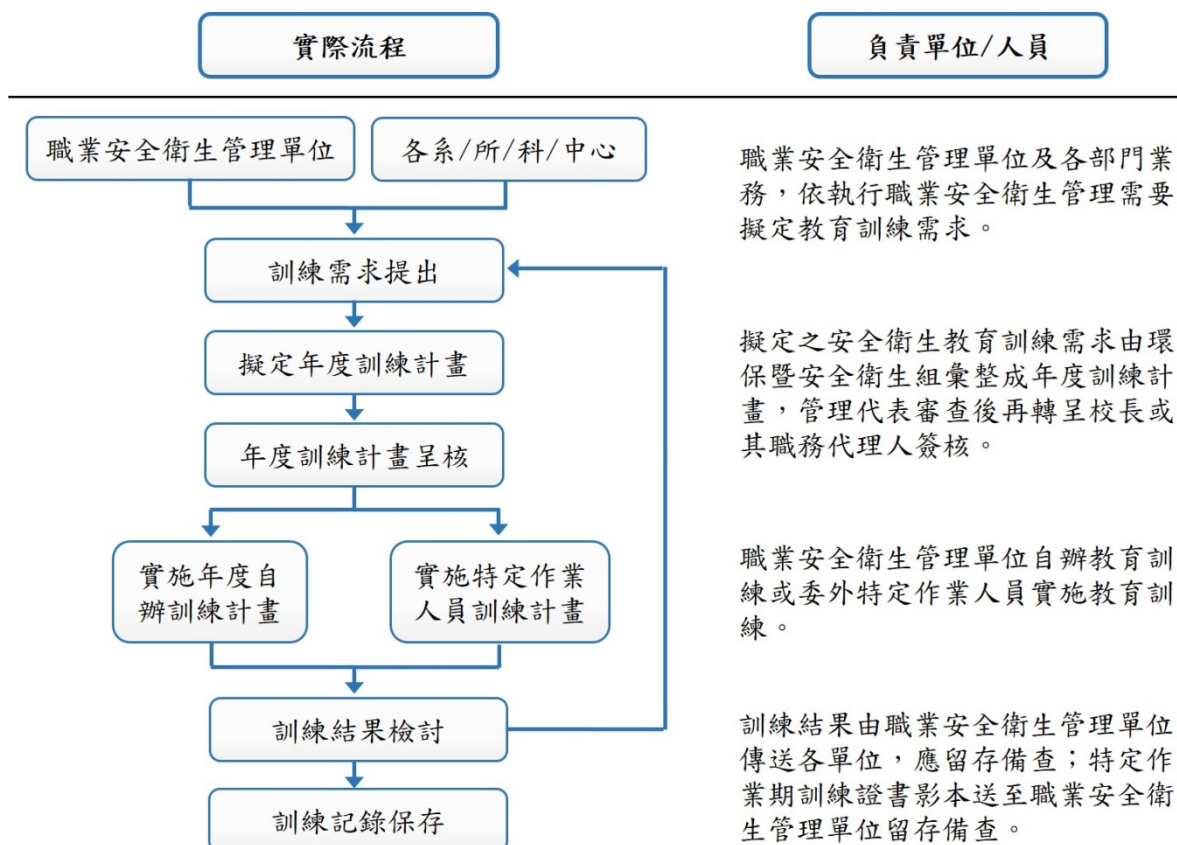 實際流程
負責單位/人員
職業安全衛生管理單位
各系/所/科/中心
職業安全衛生管理單位及各部門業
務，依執行職業安全衛生管理需要
擬定教育訓練需求。
訓練需求提出
擬定年度訓練計畫
擬定之安全衛生教育訓練需求由環
保暨安全衛生組彙整成年度訓練計
畫，管理代表審查後再轉呈校長或
其職務代理人簽核。
年度訓練計畫呈核
實施年度自
辦訓練計畫
實施特定作業
人員訓練計畫
職業安全衛生管理單位自辦教育訓
練或委外特定作業人員實施教育訓
練。
訓練結果檢討
訓練結果由職業安全衛生管理單位
傳送各單位，應留存備查；特定作
業期訓練證書影本送至職業安全衛
生管理單位留存備查。
訓練記錄保存